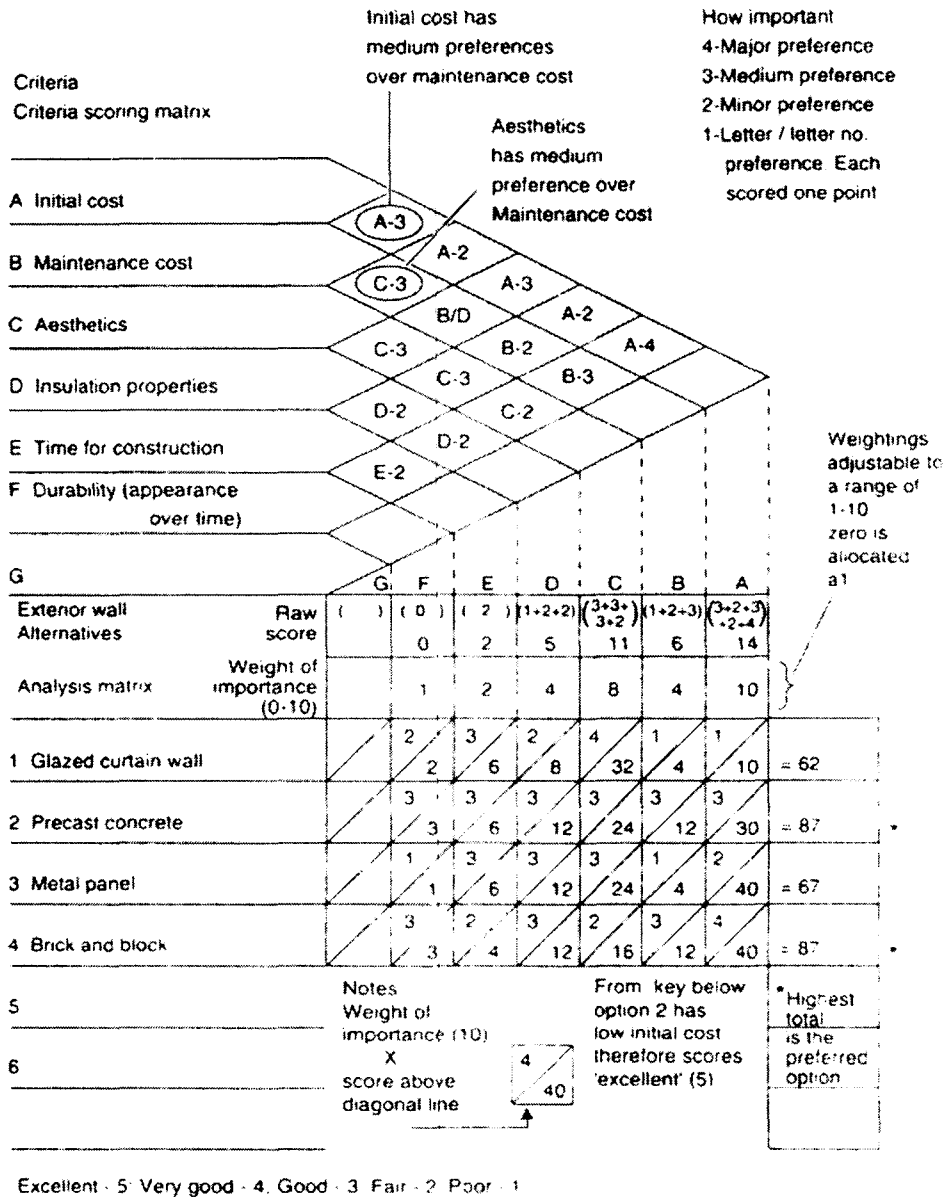 Initial cost has
medium preferences
over maintenance cost
How important
4-Major preference
3-Medium preference
2-Minor preference
1-Letter / letter no.
preference. Each
scored one point
Criteria
Criteria scoring matrix
Aesthetics
has medium
preference over
Maintenance cost
A Initial cost
A-3
B Maintenance cost
A-2
C-3
A-3
C Aesthetics
B/D
A-2
C-3
B-2
A-4
D Insulation properties
C-3
B-3
D-2
C-2
E Time for construction
D-2
E-2
F Durability (appearance
over time)
Weightings
adjustable to
a range of
1-10
zero is
allocated
a1
G
G F E D C B A
Exterior wall
Alternatives
Raw
score
( ) (0) (2) (1+2+2) (3+3+3+2) (1+2+3) (3+2+3+2+4)
0 2 5 11 6 14
Analysis matrix
Weight of
importance
(0-10)
1 2 4 8 4 10
2 3 2 4 1 1
1 Glazed curtain wall 2 6 8 32 4 10 = 62
3 3 3 3 3 3
2 Precast concrete 3 6 12 24 12 30 = 87 *
1 3 3 3 1 2
3 Metal panel 1 6 12 24 4 40 = 67
3 2 3 2 3 4
4 Brick and block 3 4 12 16 12 40 = 87 *
5
6
Notes
Weight of
importance (10)
X
score above
diagonal line
4
40
From key below
option 2 has
low initial cost
therefore scores
'excellent' (5)
* Highest
total
is the
preferred
option
Excellent - 5 Very good - 4. Good - 3 Fair - 2 Poor - 1